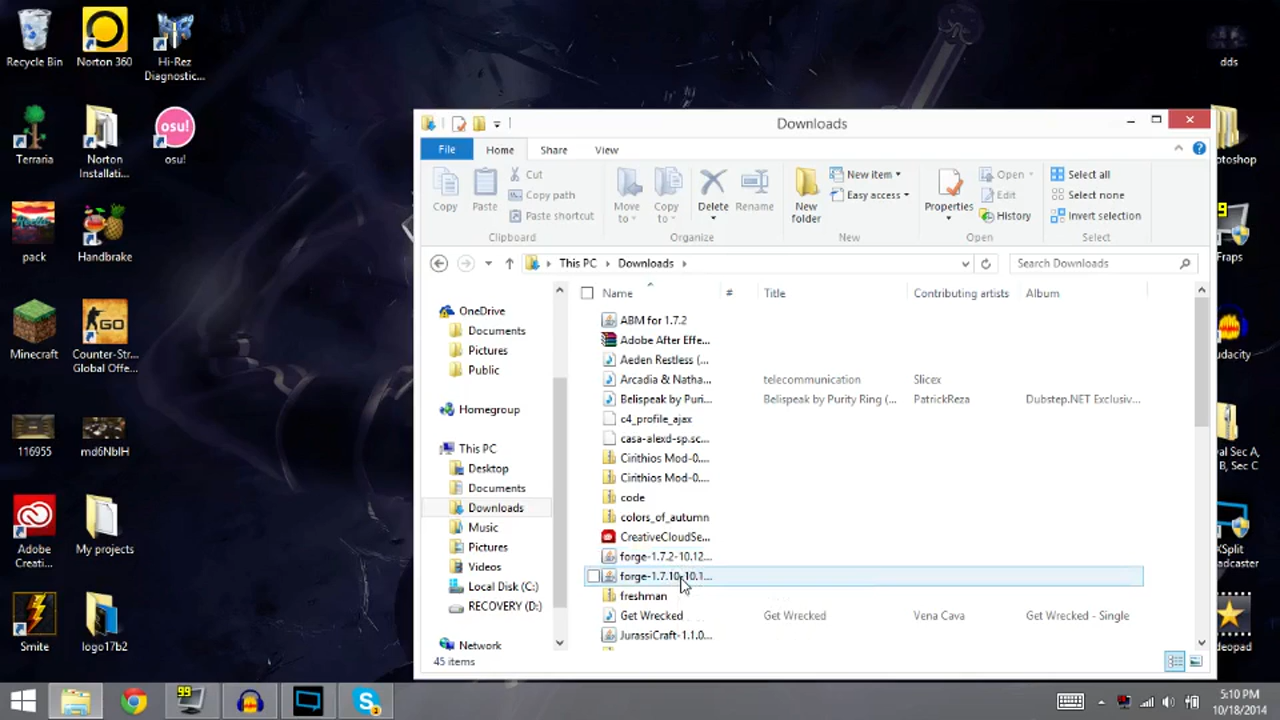 Recycle Bin
Norton 360
Hi-Rez
Diagnostic...
Terraria
Norton
Installati...
osu!
osu!
pack
Handbrake
Minecraft
GO
Counter-Str...
Global Offe...
116955
md6NbIH
Adobe
Creati...
My projects
Smite
logo17b2
Downloads
File
Home
Share
View
Copy
Paste
Cut
Copy path
Paste shortcut
Clipboard
Move
to
Copy
to
Delete
Rename
Organize
New
folder
New item
Easy access
New
Properties
Open
Edit
History
Open
Select all
Select none
Invert selection
Select
This PC
Downloads
Search Downloads
Name
#
Title
Contributing artists
Album
OneDrive
Documents
Pictures
Public
Homegroup
This PC
Desktop
Documents
Downloads
Music
Pictures
Videos
Local Disk (C:)
RECOVERY (D:)
Network
ABM for 1.7.2
Adobe After Effe...
Aeden Restless (...
Arcadia & Natha... telecommunication Slicex
Belispeak by Puri... Belispeak by Purity Ring (... PatrickReza Dubstep.NET Exclusiv...
c4_profile_ajax
casa-alexd-sp.sc...
Cirithios Mod-0....
Cirithios Mod-0....
code
colors_of_autumn
CreativeCloudSe...
forge-1.7.2-10.12...
forge-1.7.10-10.1...
freshman
Get Wrecked Get Wrecked Vena Cava Get Wrecked - Single
JurassiCraft-1.1.0...
45 items
dds
otoshop
99
Fraps
udacity
val Sec A,
B, Sec C
XSplit
oadcaster
deopad
99
5:10 PM
10/18/2014